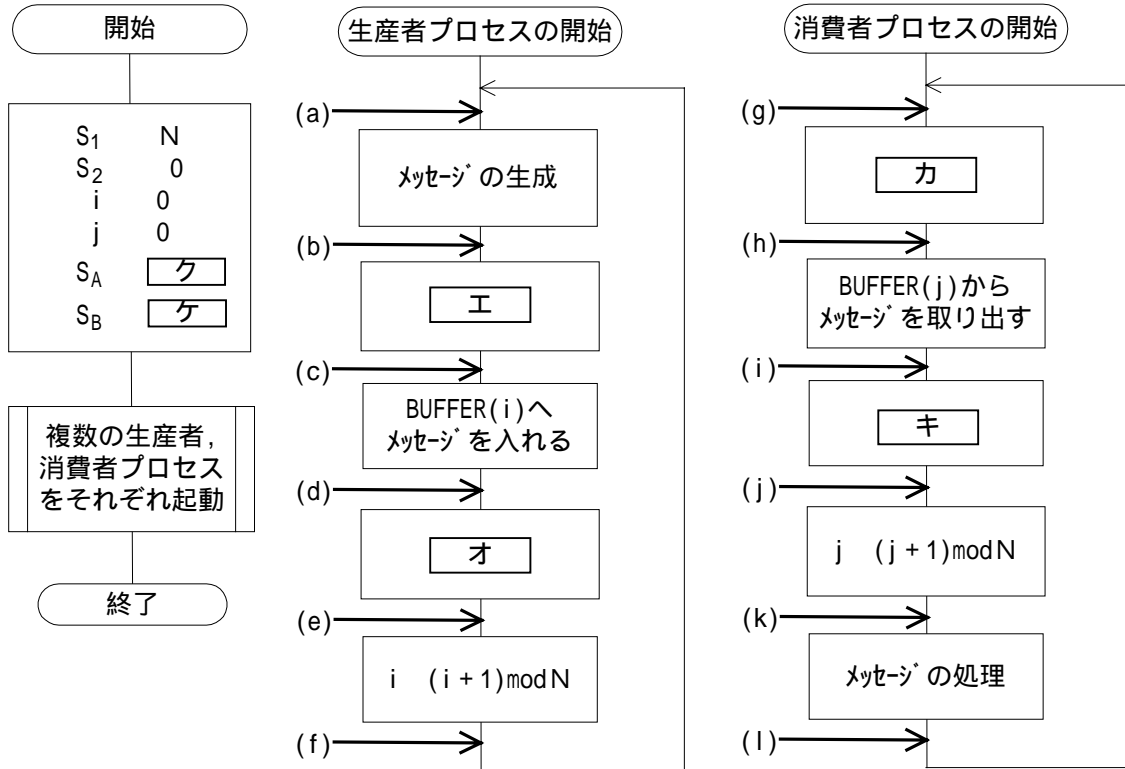 開始
S1 N
S2 0
i 0
j 0
SA ク
SB ケ
複数の生産者,
消費者プロセス
をそれぞれ起動
終了
生産者プロセスの開始
(a)
メッセージの生成
(b)
エ
(c)
BUFFER(i)へ
メッセージを入れる
(d)
オ
(e)
i (i+1)modN
(f)
消費者プロセスの開始
(g)
カ
(h)
BUFFER(j)から
メッセージを取り出す
(i)
キ
(j)
j (j+1)modN
(k)
メッセージの処理
(l)